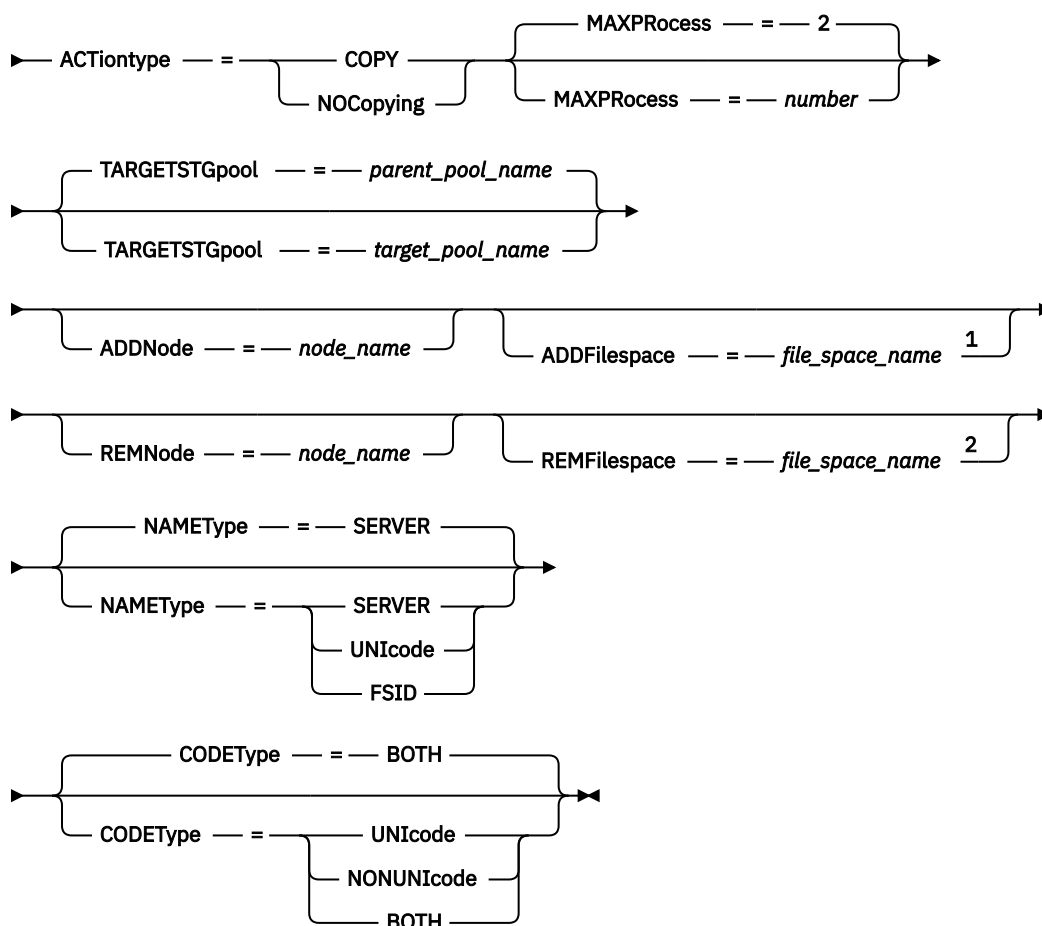 MAXPRocess = 2
ACTiontype = COPY
NOCopying
MAXPRocess = number
TARGETSTGpool = parent_pool_name
TARGETSTGpool = target_pool_name
ADDNode = node_name
ADDFilespace = file_space_name 1
REMNode = node_name
REMFilespace = file_space_name 2
NAMEType = SERVER
NAMEType = SERVER
UNIcode
FSID
CODEType = BOTH
CODEType = UNIcode
NONUNIcode
BOTH